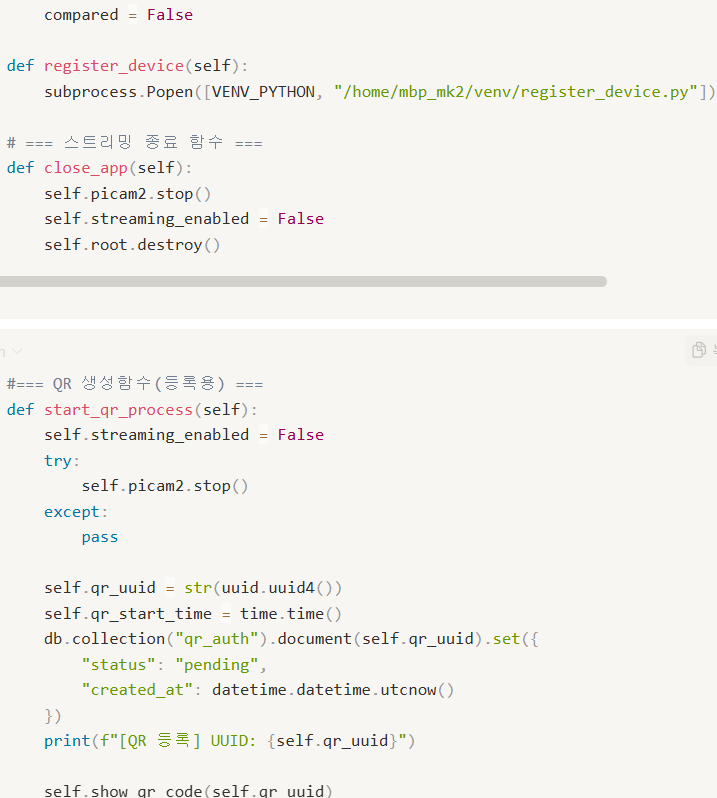 compared = False
def register_device(self):
subprocess.Popen([VENV_PYTHON, "/home/mbp_mk2/venv/register_device.py"])
# === 스트리밍 종료 함수 ===
def close_app(self):
self.picam2.stop()
self.streaming_enabled = False
self.root.destroy()
#=== QR 생성함수(등록용) ===
def start_qr_process(self):
self.streaming_enabled = False
try:
self.picam2.stop()
except:
pass
self.qr_uuid = str(uuid.uuid4())
self.qr_start_time = time.time()
db.collection("qr_auth").document(self.qr_uuid).set({
"status": "pending",
"created_at": datetime.datetime.utcnow()
})
print(f"[QR 등록] UUID: {self.qr_uuid}")
self.show_qr_code(self.qr_uuid)